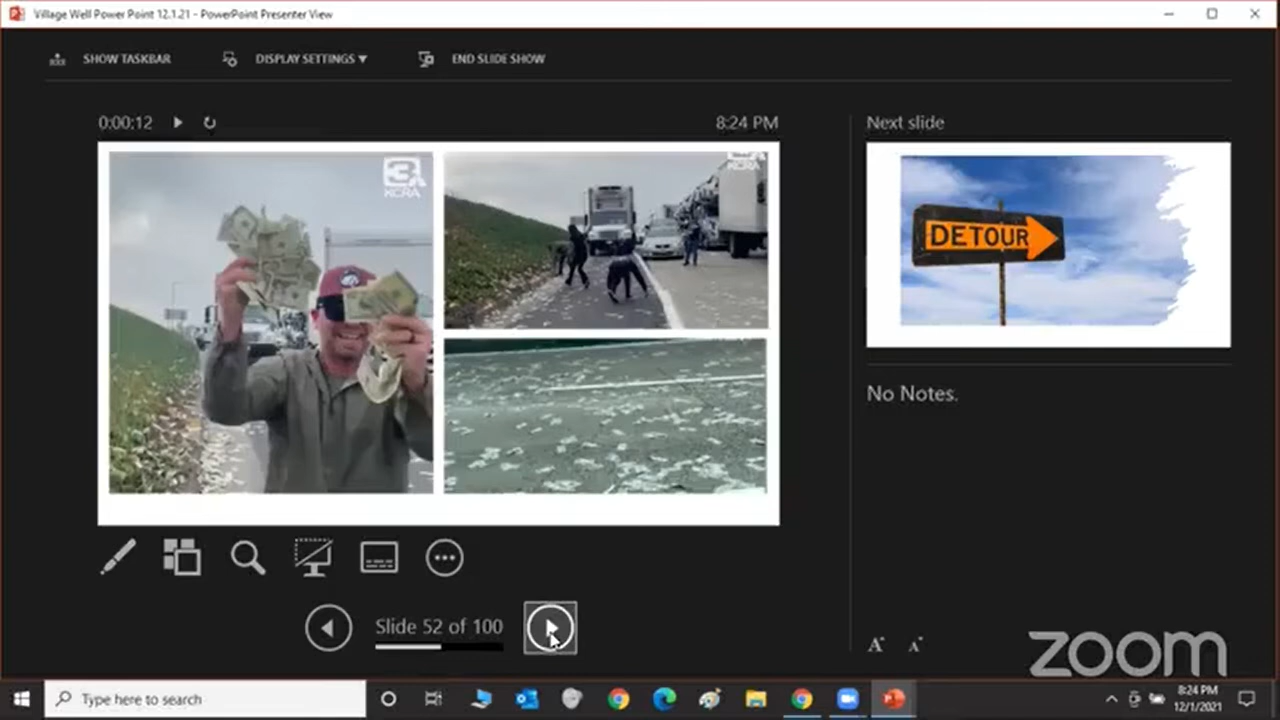 Village Well Power Point 12.1.21 - PowerPoint Presenter View
SHOW TASKBAR
DISPLAY SETTINGS ▼
END SLIDE SHOW
0:00:12
8:24 PM
Next slide
3
KCRA
DETOUR
No Notes.
Slide 52 of 100
A A
zoom
Type here to search
8:24 PM
12/1/2021